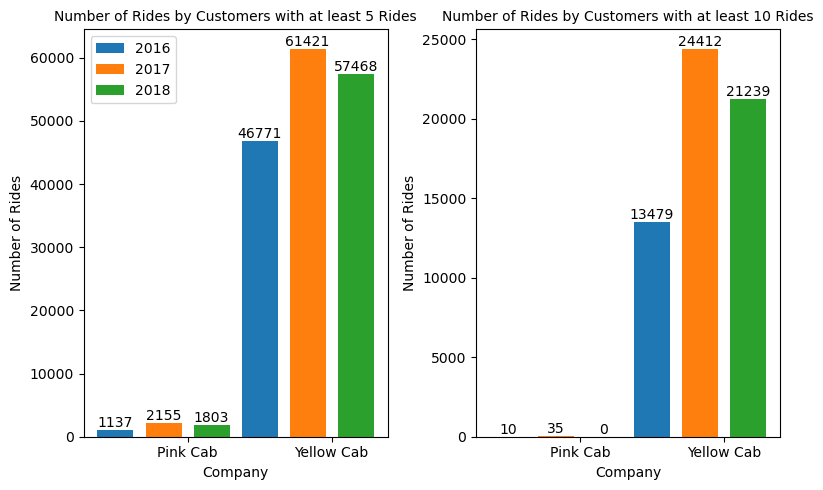 Number of Rides by Customers with at least 5 Rides
Number of Rides
60000
50000
40000
30000
20000
10000
0
2016
2017
2018
1137
2155
1803
46771
61421
57468
Pink Cab
Yellow Cab
Company
Number of Rides by Customers with at least 10 Rides
Number of Rides
25000
20000
15000
10000
5000
0
10
35
0
13479
24412
21239
Pink Cab
Yellow Cab
Company